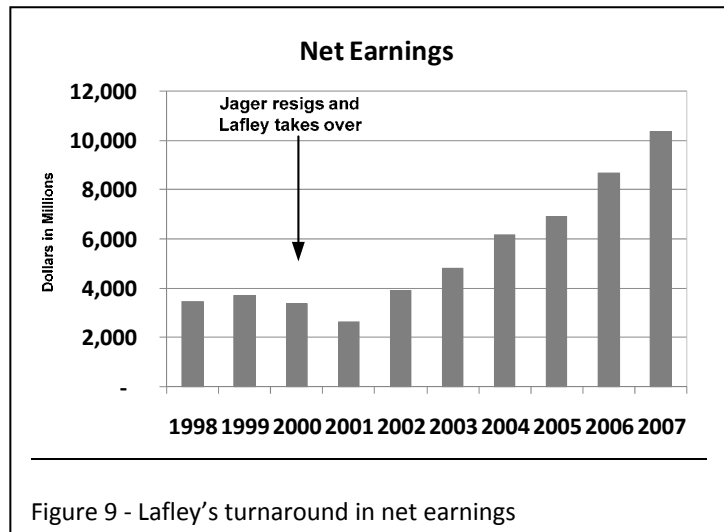 Net Earnings
12,000
10,000
8,000
6,000
4,000
2,000
-
Dollars in Millions
Jager resigs and
Lafley takes over
1998 1999 2000 2001 2002 2003 2004 2005 2006 2007
Figure 9 - Lafley’s turnaround in net earnings